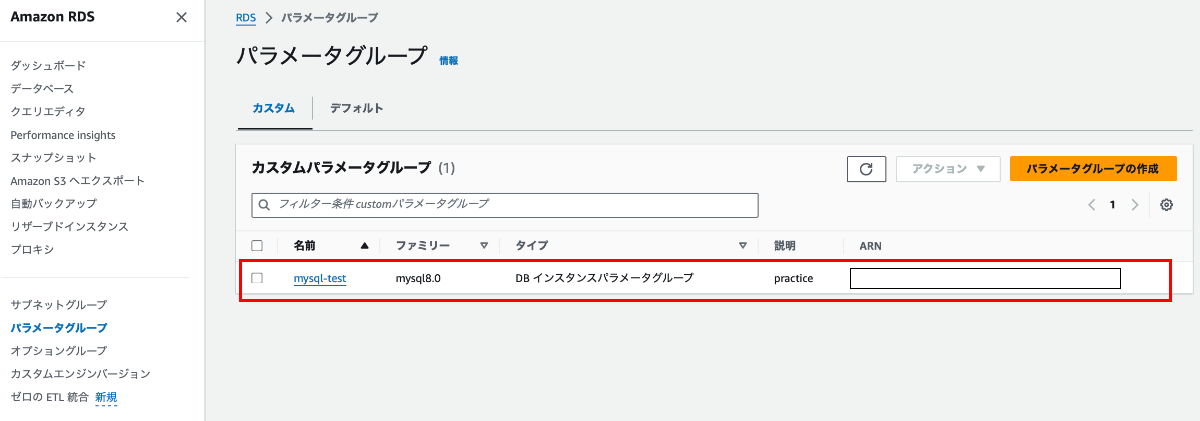 Amazon RDS
ダッシュボード
データベース
クエリエディタ
Performance insights
スナップショット
Amazon S3 へエクスポート
自動バックアップ
リザーブドインスタンス
プロキシ
サブネットグループ
パラメータグループ
オプショングループ
カスタムエンジンバージョン
ゼロの ETL 統合 新規
RDS > パラメータグループ
パラメータグループ 情報
カスタム デフォルト
カスタムパラメータグループ (1)
アクション パラメータグループの作成
フィルター条件 customパラメータグループ
1
名前 ファミリー タイプ 説明 ARN
mysql-test mysql8.0 DB インスタンスパラメータグループ practice